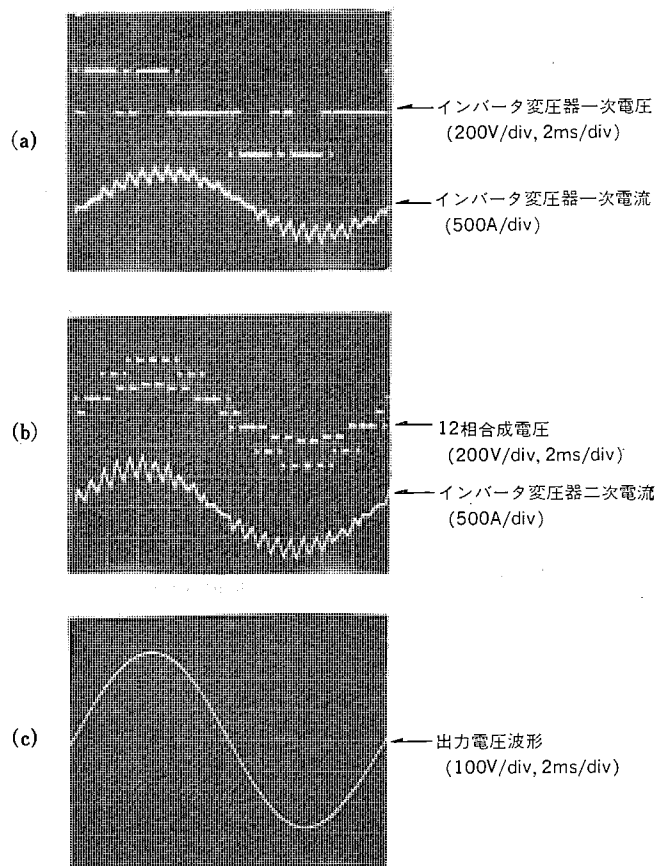 (a)
インバータ変圧器一次電圧
(200V/div, 2ms/div)
インバータ変圧器一次電流
(500A/div)
(b)
12相合成電圧
(200V/div, 2ms/div)
インバータ変圧器二次電流
(500A/div)
(c)
出力電圧波形
(100V/div, 2ms/div)